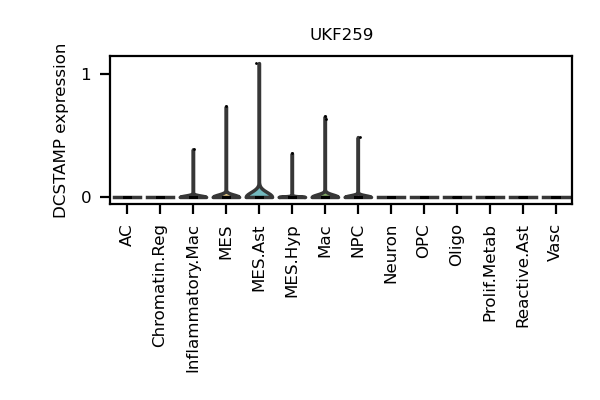 UKF259
DCSTAMP expression
1
0
AC
Chromatin.Reg
Inflammatory.Mac
MES
MES.Ast
MES.Hyp
Mac
NPC
Neuron
OPC
Oligo
Prolif.Metab
Reactive.Ast
Vasc